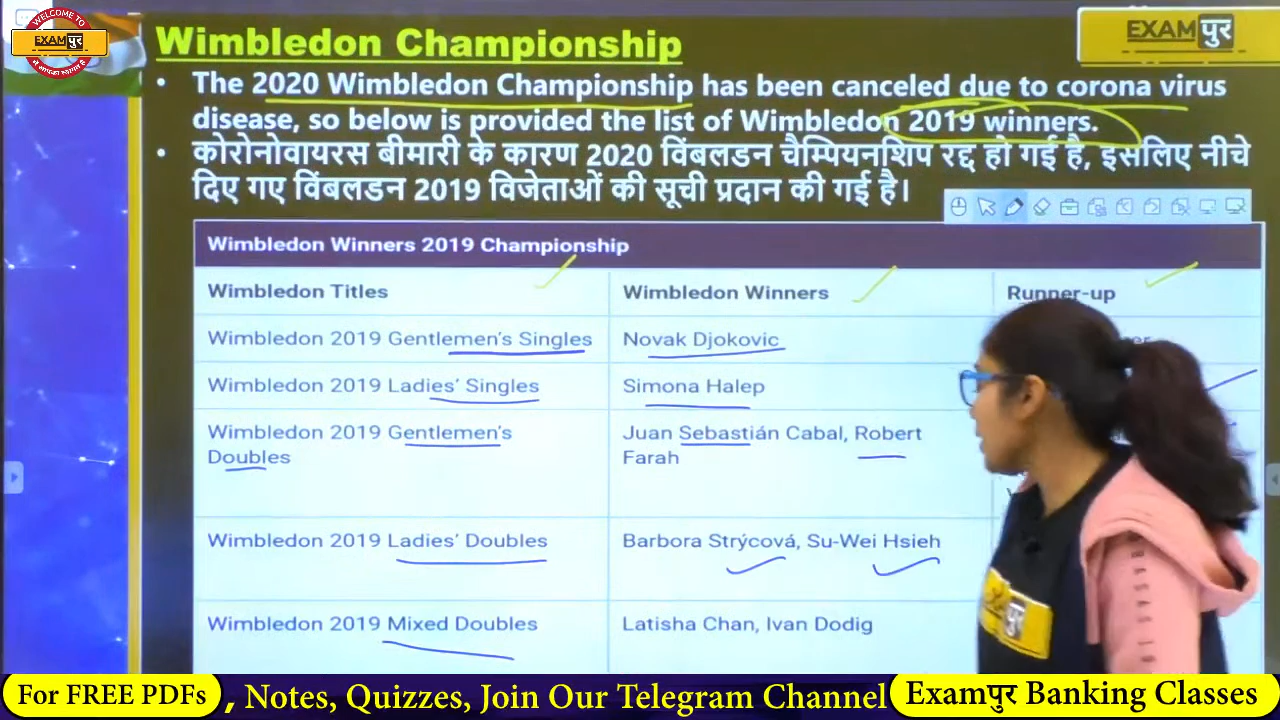 WELCOME TO
EXAMपुर
EXAMपुर
Wimbledon Championship
• The 2020 Wimbledon Championship has been canceled due to corona virus
disease, so below is provided the list of Wimbledon 2019 winners.
• कोरोनोवायरस बीमारी के कारण 2020 विंबलडन चैम्पियनशिप रद्द हो गई है, इसलिए नीचे
दिए गए विंबलडन 2019 विजेताओं की सूची प्रदान की गई है।
Wimbledon Winners 2019 Championship
Wimbledon Titles Wimbledon Winners Runner-up
Wimbledon 2019 Gentlemen's Singles Novak Djokovic
Wimbledon 2019 Ladies' Singles Simona Halep
Wimbledon 2019 Gentlemen's Juan Sebastián Cabal, Robert
Doubles Farah
Wimbledon 2019 Ladies' Doubles Barbora Strýcová, Su-Wei Hsieh
Wimbledon 2019 Mixed Doubles Latisha Chan, Ivan Dodig
पुर
For FREE PDFs , Notes, Quizzes, Join Our Telegram Channel Examपुर Banking Classes